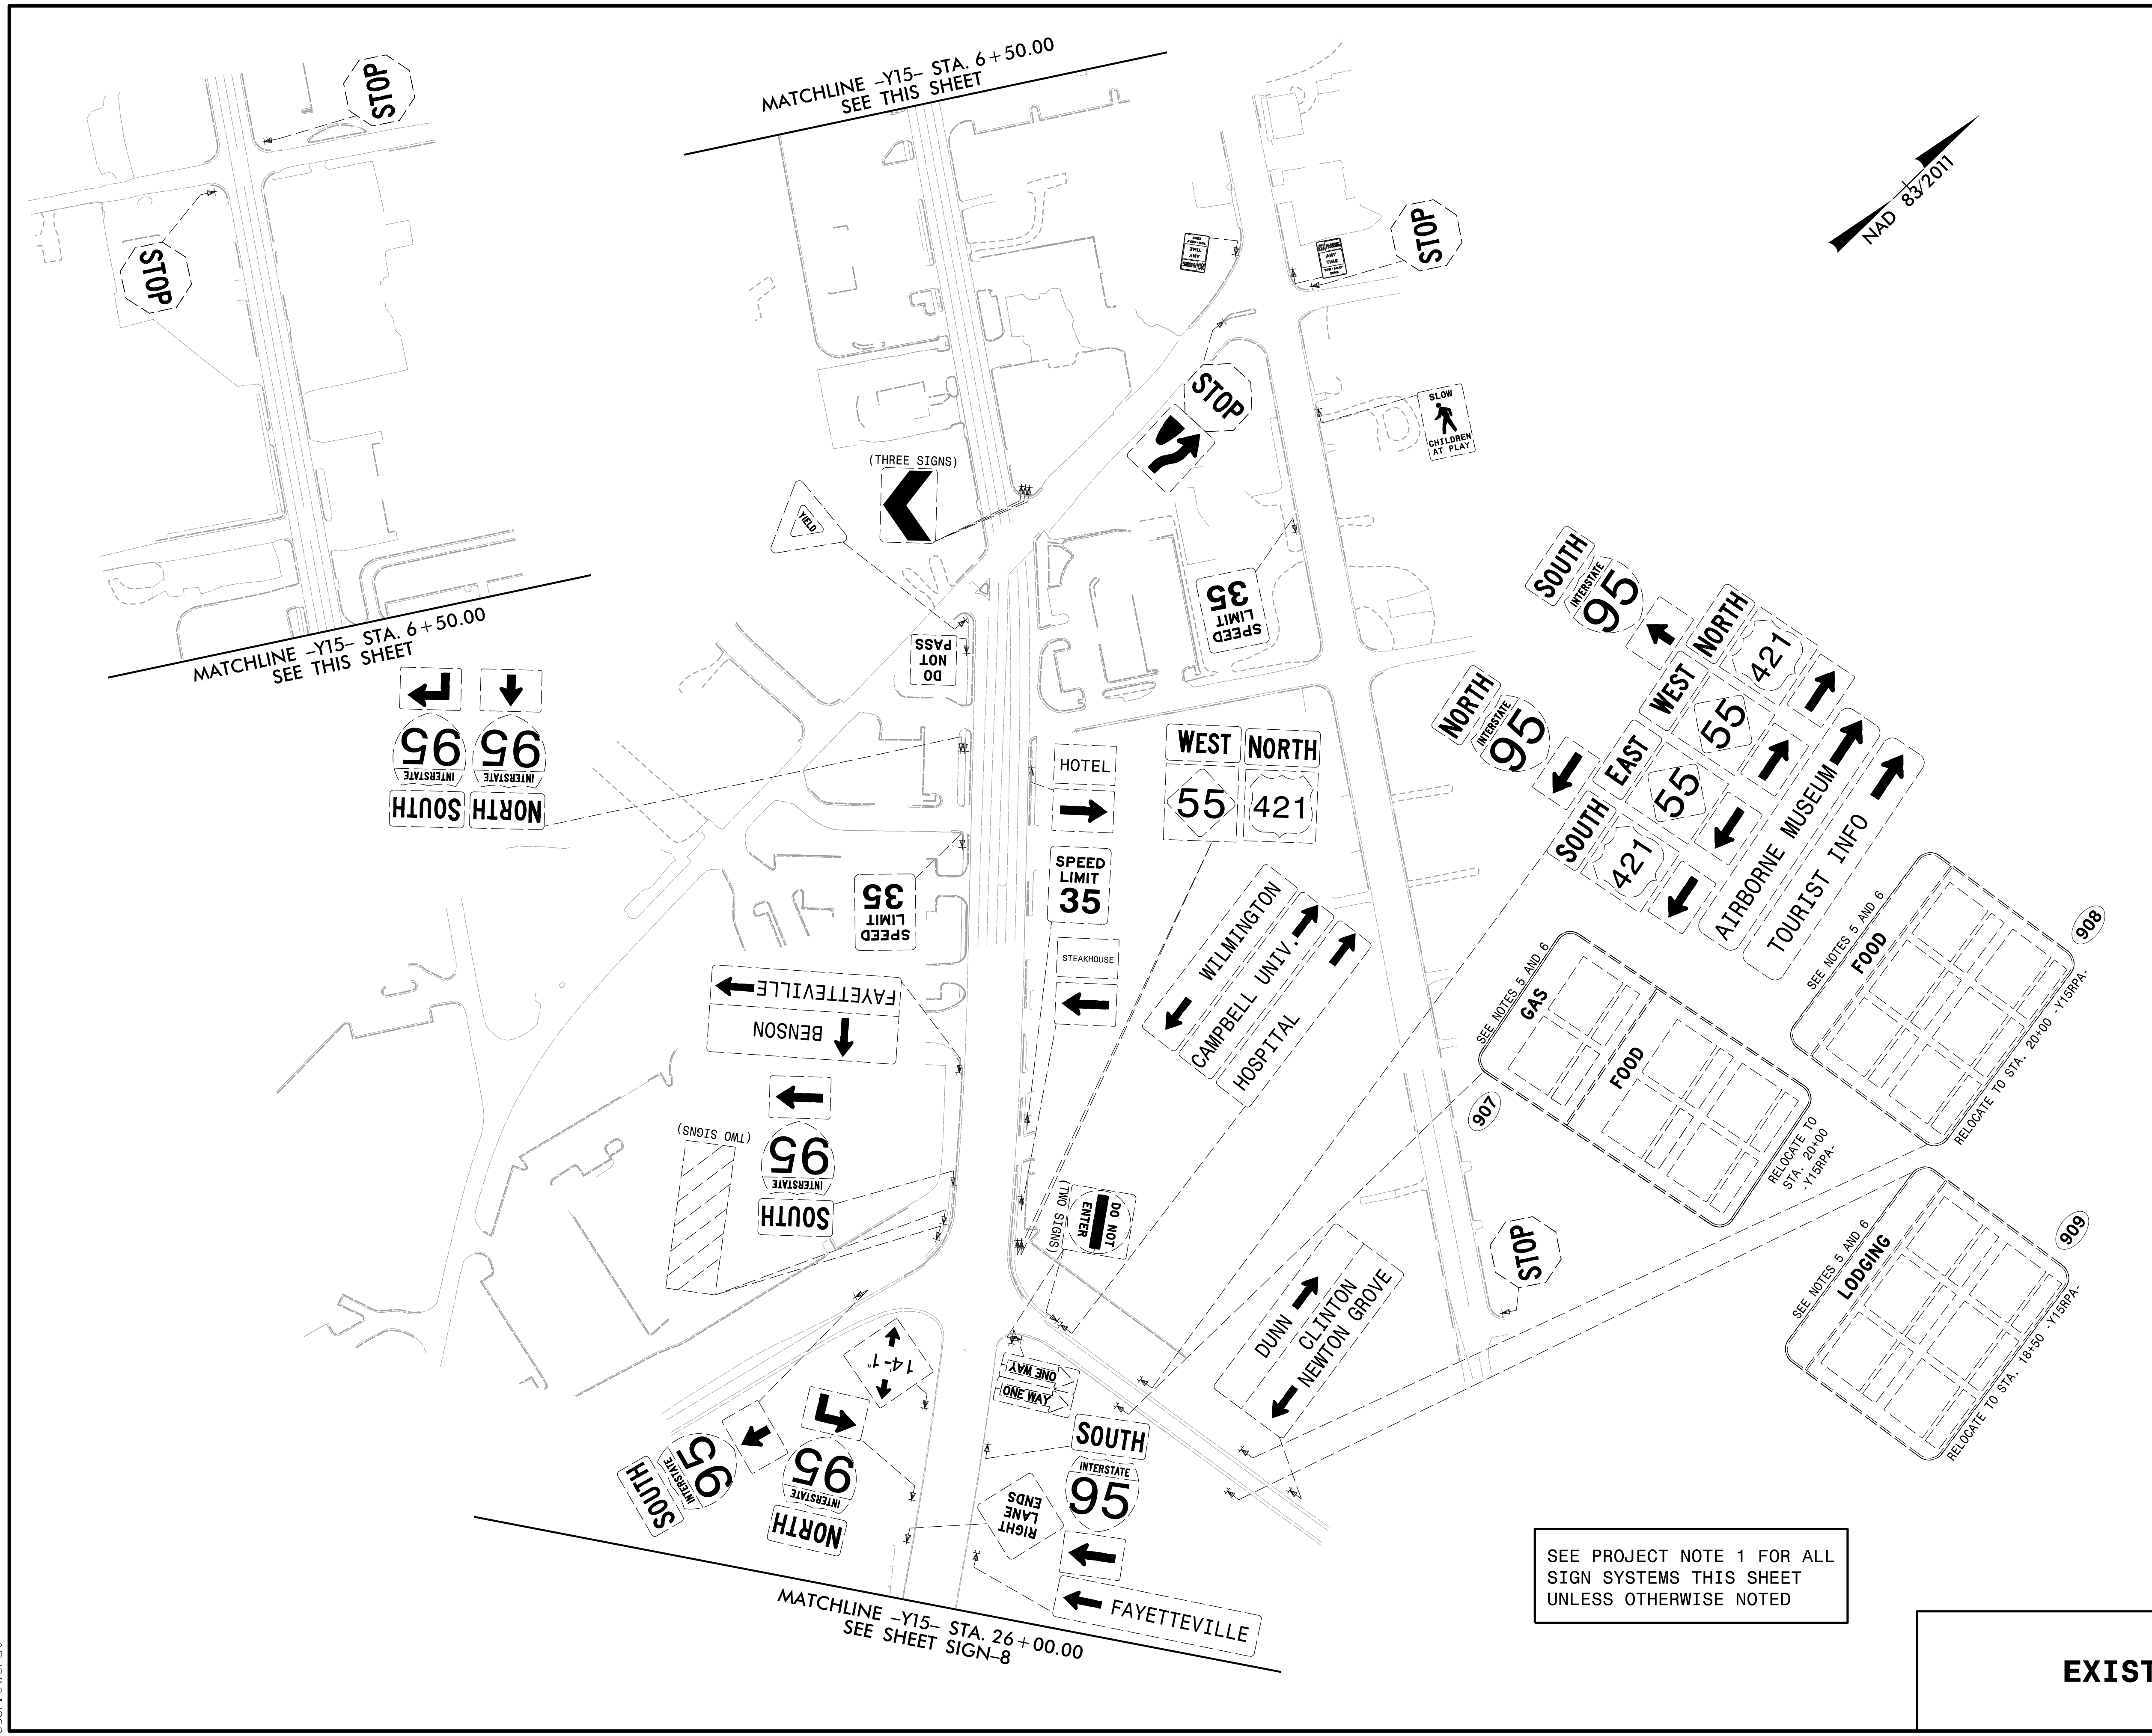 STOP
STOP
MATCHLINE –Y15– STA. 6+50.00
SEE THIS SHEET
MATCHLINE –Y15– STA. 6+50.00
SEE THIS SHEET
NAD 83/2011
ANY
TIME
PARKING
ANY
TIME
STOP
STOP
SLOW
CHILDREN
AT PLAY
(THREE SIGNS)
YIELD
DO
NOT
PASS
SPEED
LIMIT
35
SOUTH
INTERSTATE
95
NORTH
INTERSTATE
95
SOUTH
INTERSTATE
95
NORTH
421
WEST
55
NORTH
INTERSTATE
95
EAST
55
SOUTH
421
AIRBORNE MUSEUM
TOURIST INFO
HOTEL
WEST
55
NORTH
421
SPEED
LIMIT
35
STEAKHOUSE
SPEED
LIMIT
35
FAYETTEVILLE
BENSON
WILMINGTON
CAMPBELL UNIV.
HOSPITAL
SEE NOTES 5 AND 6
GAS
FOOD
907
RELOCATE TO
STA. 20+00
-Y15RPA-
SEE NOTES 5 AND 6
FOOD
908
RELOCATE TO STA. 20+00 -Y15RPA-
SEE NOTES 5 AND 6
LODGING
909
RELOCATE TO STA. 18+50 -Y15RPA-
(TWO SIGNS)
SOUTH
INTERSTATE
95
DO NOT
ENTER
(TWO SIGNS)
STOP
DUNN
CLINTON
NEWTON GROVE
14-1"
ONE WAY
ONE WAY
SOUTH
INTERSTATE
95
NORTH
INTERSTATE
95
RIGHT
LANE
ENDS
SOUTH
INTERSTATE
95
FAYETTEVILLE
MATCHLINE –Y15– STA. 26+00.00
SEE SHEET SIGN–8
SEE PROJECT NOTE 1 FOR ALL
SIGN SYSTEMS THIS SHEET
UNLESS OTHERWISE NOTED
EXIST